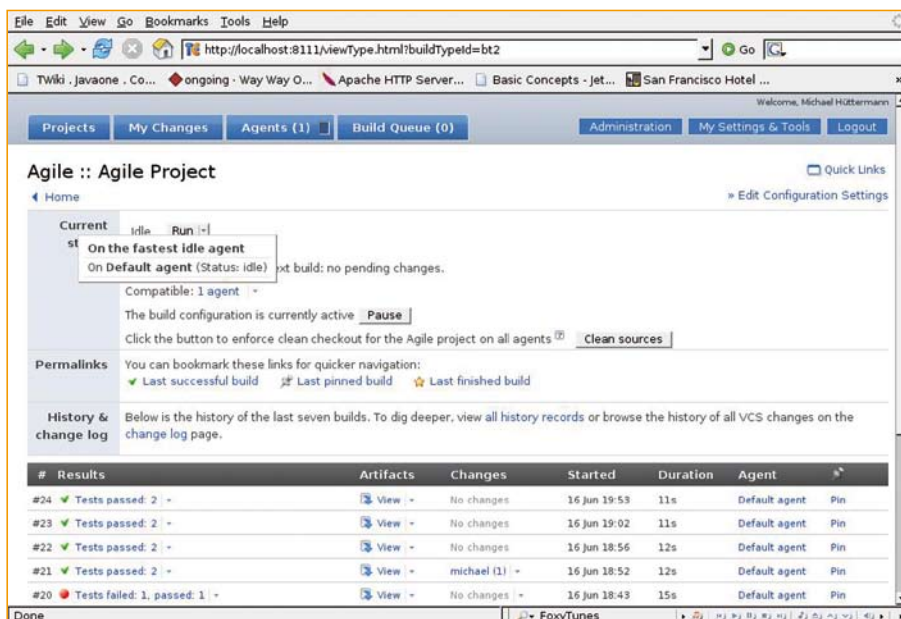 File Edit View Go Bookmarks Tools Help
http://localhost:8111/viewType.html?buildTypeId=bt2 Go
TWiki . Javaone . Co... ongoing · Way Way O... Apache HTTP Server... Basic Concepts - Jet... San Francisco Hotel ...
Welcome, Michael Hüttermann
Projects My Changes Agents (1) Build Queue (0) Administration My Settings & Tools Logout
Agile :: Agile Project Quick Links
Home » Edit Configuration Settings
Current Idle Run
st On the fastest idle agent
On Default agent (Status: idle) ext build: no pending changes.
Compatible: 1 agent
The build configuration is currently active Pause
Click the button to enforce clean checkout for the Agile project on all agents Clean sources
Permalinks You can bookmark these links for quicker navigation:
Last successful build Last pinned build Last finished build
History & Below is the history of the last seven builds. To dig deeper, view all history records or browse the history of all VCS changes on the
change log change log page.
# Results Artifacts Changes Started Duration Agent
#24 Tests passed: 2 View No changes 16 Jun 19:53 11s Default agent Pin
#23 Tests passed: 2 View No changes 16 Jun 19:02 11s Default agent Pin
#22 Tests passed: 2 View No changes 16 Jun 18:56 12s Default agent Pin
#21 Tests passed: 2 View michael (1) 16 Jun 18:52 12s Default agent Pin
#20 Tests failed: 1, passed: 1 View No changes 16 Jun 18:43 15s Default agent Pin
Done FoxyTunes